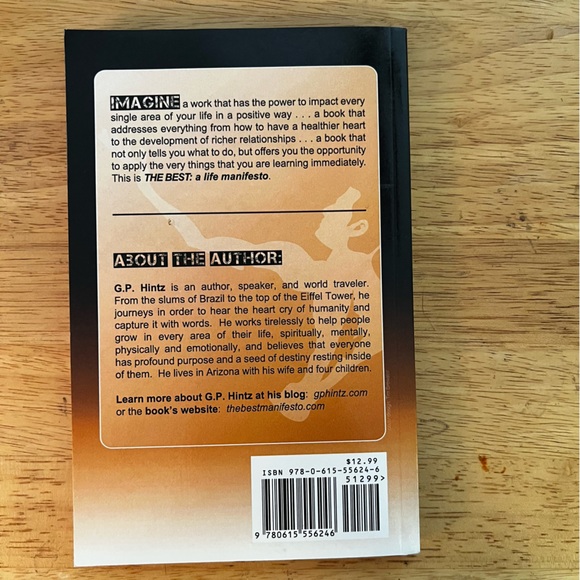 IMAGINE a work that has the power to impact every
single area of your life in a positive way . . . a book that
addresses everything from how to have a healthier heart
to the development of richer relationships . . . a book that
not only tells you what to do, but offers you the opportunity
to apply the very things that you are learning immediately.
This is THE BEST: a life manifesto.
ABOUT THE AUTHOR:
G.P. Hintz is an author, speaker, and world traveler.
From the slums of Brazil to the top of the Eiffel Tower, he
journeys in order to hear the heart cry of humanity and
capture it with words. He works tirelessly to help people
grow in every area of their life, spiritually, mentally,
physically and emotionally, and believes that everyone
has profound purpose and a seed of destiny resting inside
of them. He lives in Arizona with his wife and four children.
Learn more about G.P. Hintz at his blog: gphintz.com
or the book's website: thebestmanifesto.com
$12.99
ISBN 978-0-615-55624-6
51299>
9 780615 556246